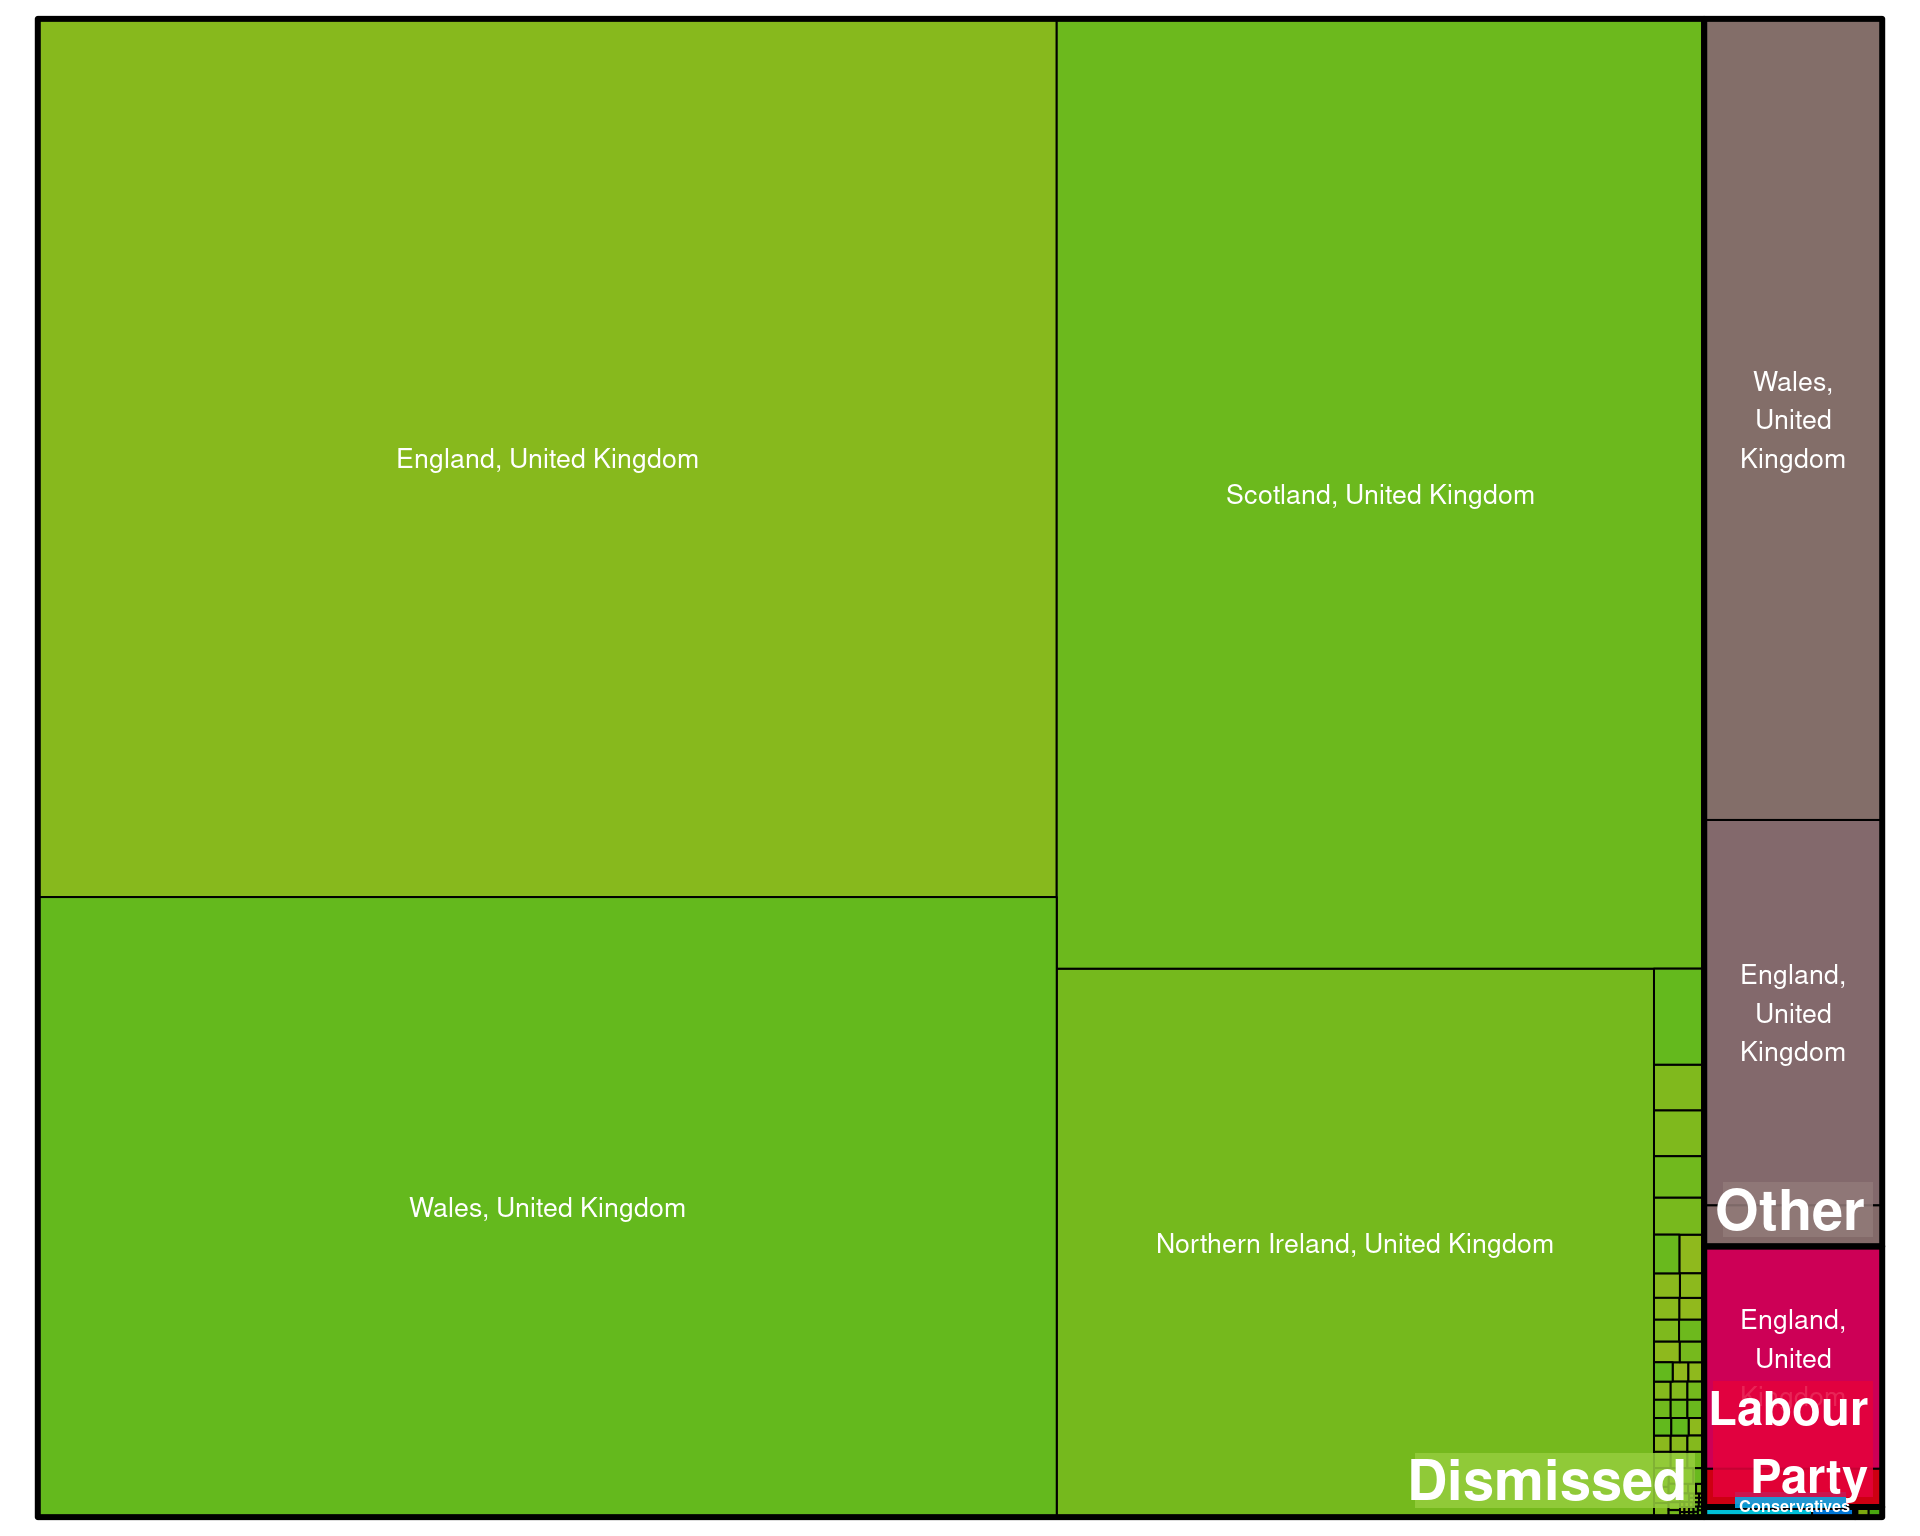 England, United Kingdom
Scotland, United Kingdom
Wales,
United
Kingdom
England,
United
Kingdom
Other
Wales, United Kingdom
Northern Ireland, United Kingdom
England,
United
Kingdom
Labour
Party
Dismissed
Conservatives